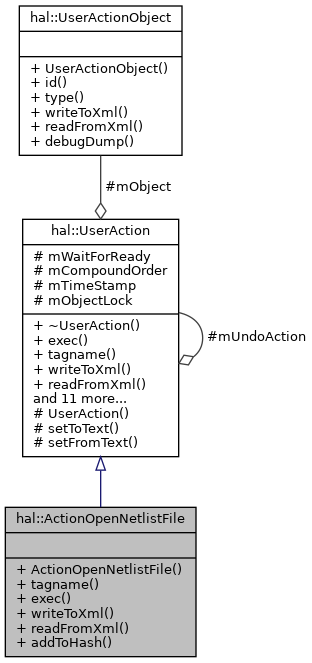 hal::UserActionObject
+ UserActionObject()
+ id()
+ type()
+ writeToXml()
+ readFromXml()
+ debugDump()
#mObject
hal::UserAction
# mWaitForReady
# mCompoundOrder
# mTimeStamp
# mObjectLock
+ ~UserAction()
+ exec()
+ tagname()
+ writeToXml()
+ readFromXml()
and 11 more...
# UserAction()
# setToText()
# setFromText()
#mUndoAction
hal::ActionOpenNetlistFile
+ ActionOpenNetlistFile()
+ tagname()
+ exec()
+ writeToXml()
+ readFromXml()
+ addToHash()